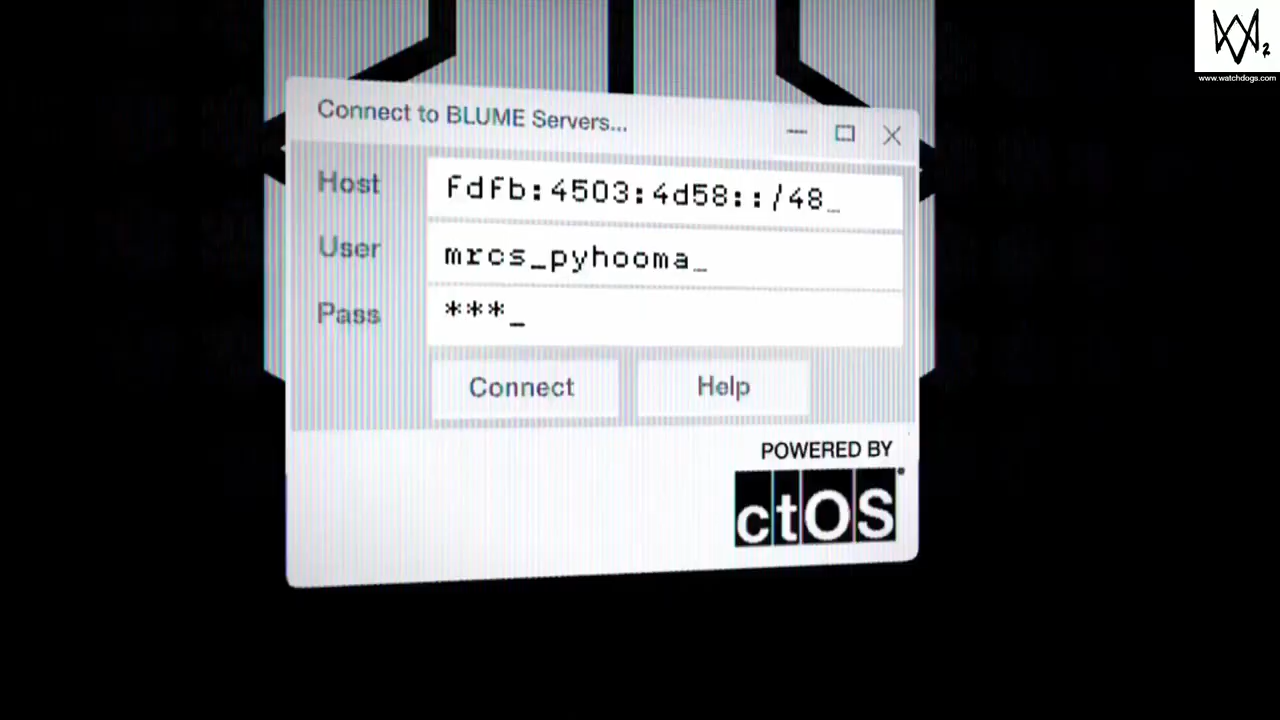 2
www.watchdogs.com
Connect to BLUME Servers...
Host fdfb:4503:4d58::/48_
User mrcs_pyhooma_
Pass ***_
Connect Help
POWERED BY
ctOS